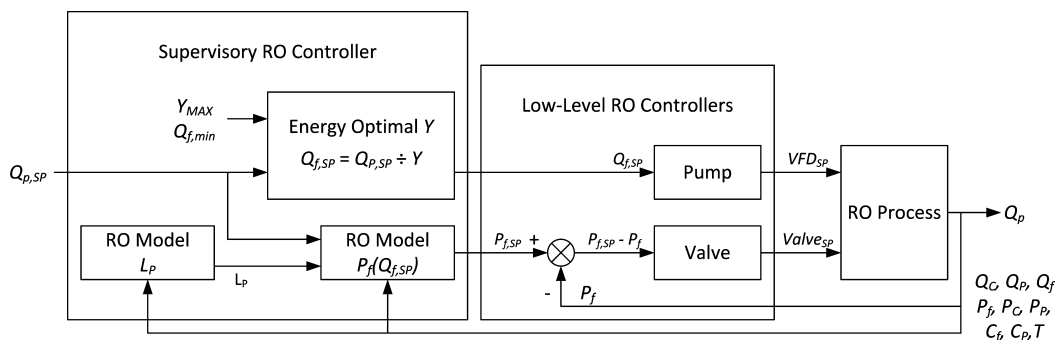 Supervisory RO Controller
Y_MAX
Q_f,min
Energy Optimal Y
Q_f,SP = Q_P,SP ÷ Y
Q_p,SP
RO Model
L_P
L_P
RO Model
P_f(Q_f,SP)
Low-Level RO Controllers
Q_f,SP
Pump
VFD_SP
P_f,SP +
P_f,SP - P_f
Valve
Valve_SP
- P_f
RO Process
Q_p
Q_C, Q_P, Q_f
P_f, P_C, P_P,
C_f, C_P,T